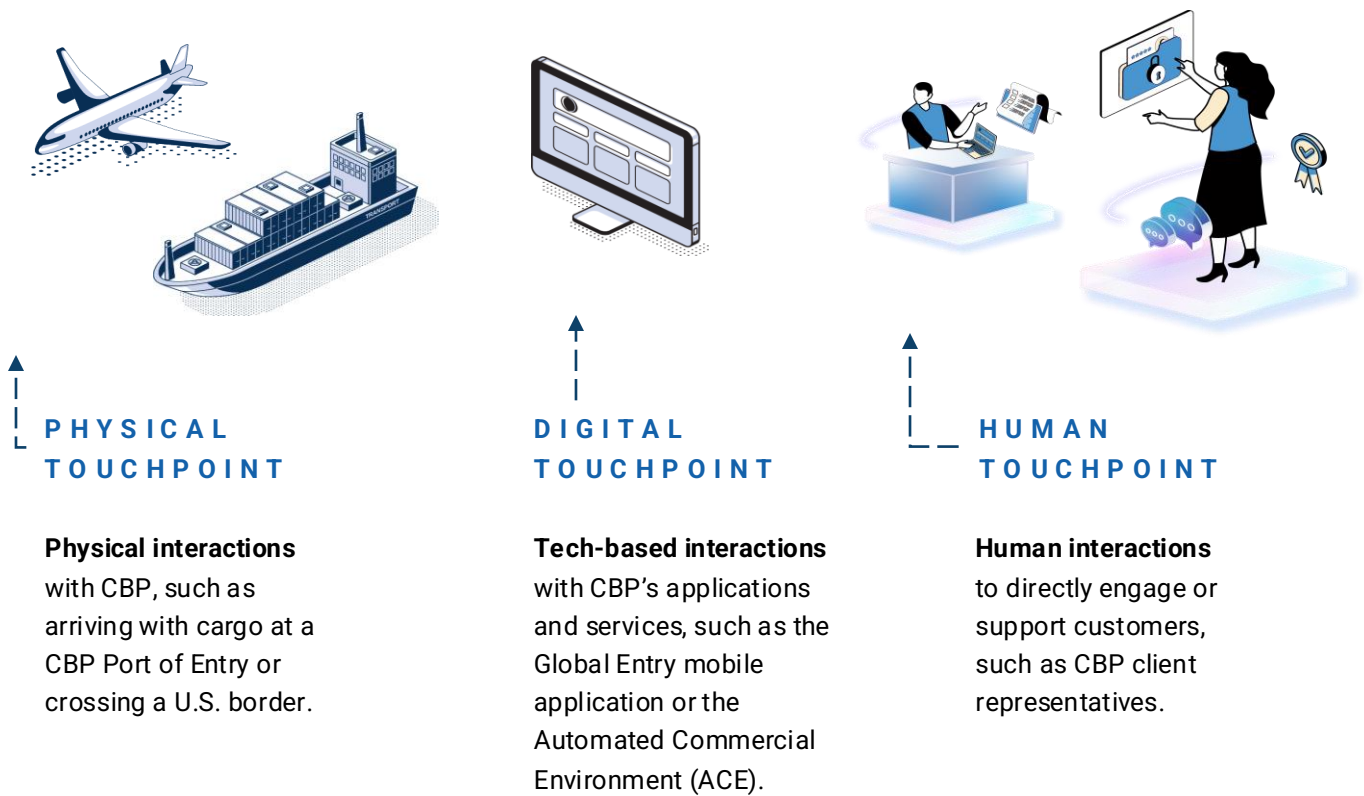 TRANSPORT
PHYSICAL
TOUCHPOINT
Physical interactions
with CBP, such as
arriving with cargo at a
CBP Port of Entry or
crossing a U.S. border.
DIGITAL
TOUCHPOINT
Tech-based interactions
with CBP’s applications
and services, such as the
Global Entry mobile
application or the
Automated Commercial
Environment (ACE).
HUMAN
TOUCHPOINT
Human interactions
to directly engage or
support customers,
such as CBP client
representatives.